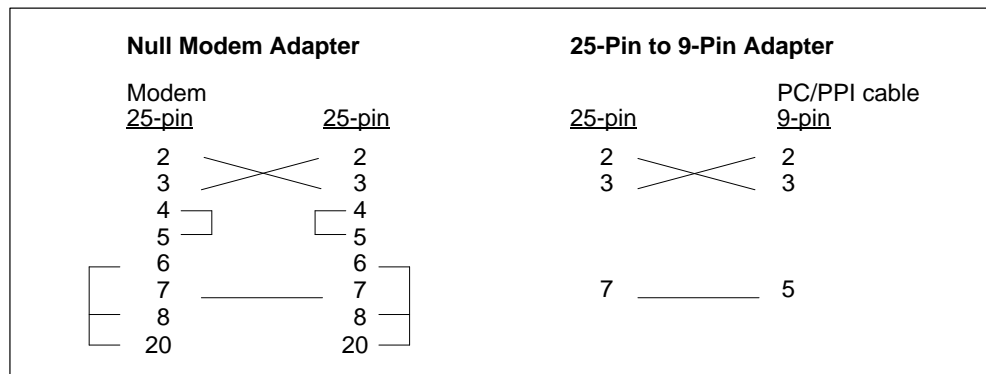 Null Modem Adapter 25-Pin to 9-Pin Adapter
Modem PC/PPI cable
25-pin 25-pin 25-pin 9-pin
2 2 2 2
3 3 3 3
4 4
5 5
6 6
7 7 7 5
8 8
20 20